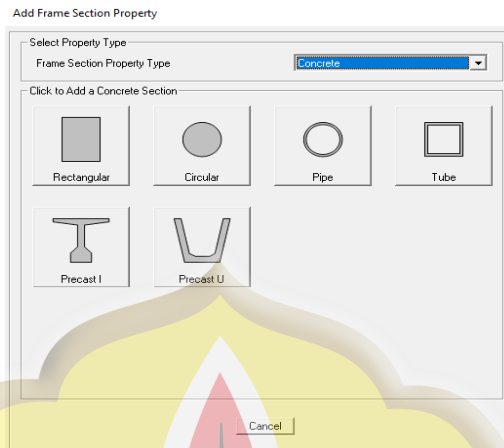 Add Frame Section Property
Select Property Type
Frame Section Property Type
Concrete
Click to Add a Concrete Section
Rectangular
Circular
Pipe
Tube
Precast I
Precast U
Cancel